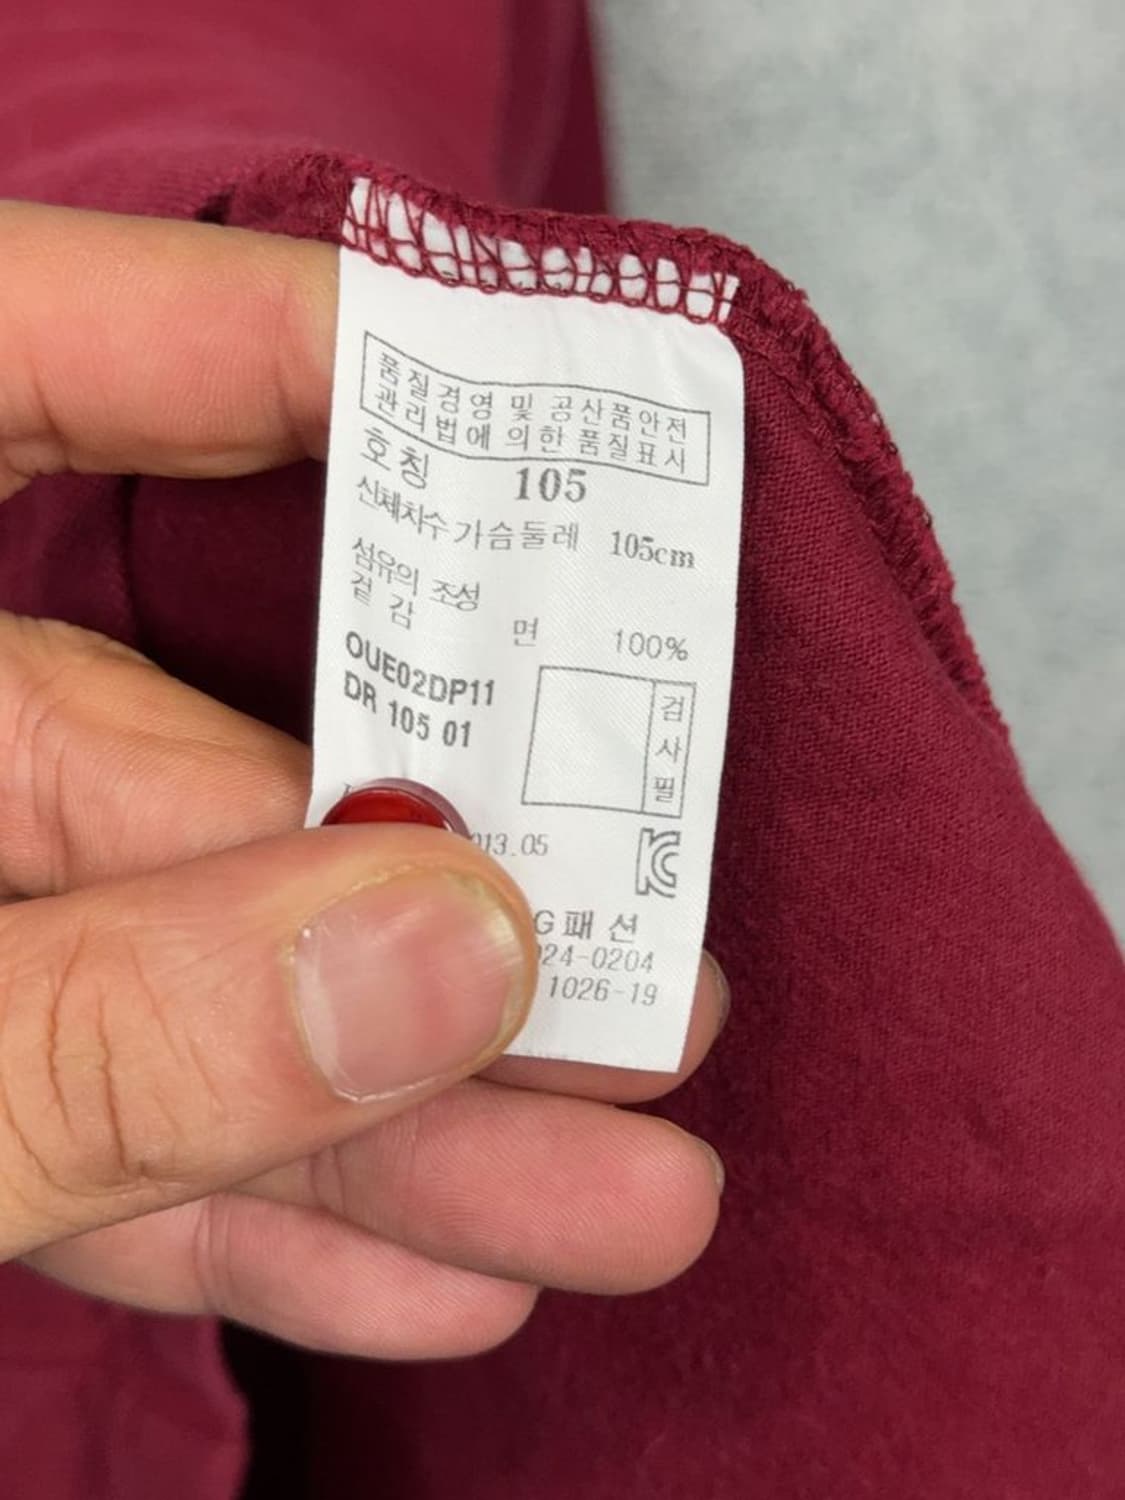 품질경영 및 공산품안전
관리법에 의한 품질표시
호칭 105
신체치수 가슴둘레 105cm
섬유의 조성
겉감 면 100%
OUE02DP11
DR 105 01
검사필
013.05
G패션
024-0204
1026-19